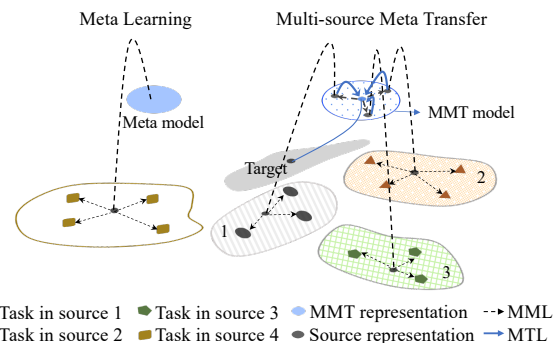 Meta Learning
Multi-source Meta Transfer
Meta model
MMT model
Target
1
2
3
Task in source 1 Task in source 3 MMT representation MML
Task in source 2 Task in source 4 Source representation MTL